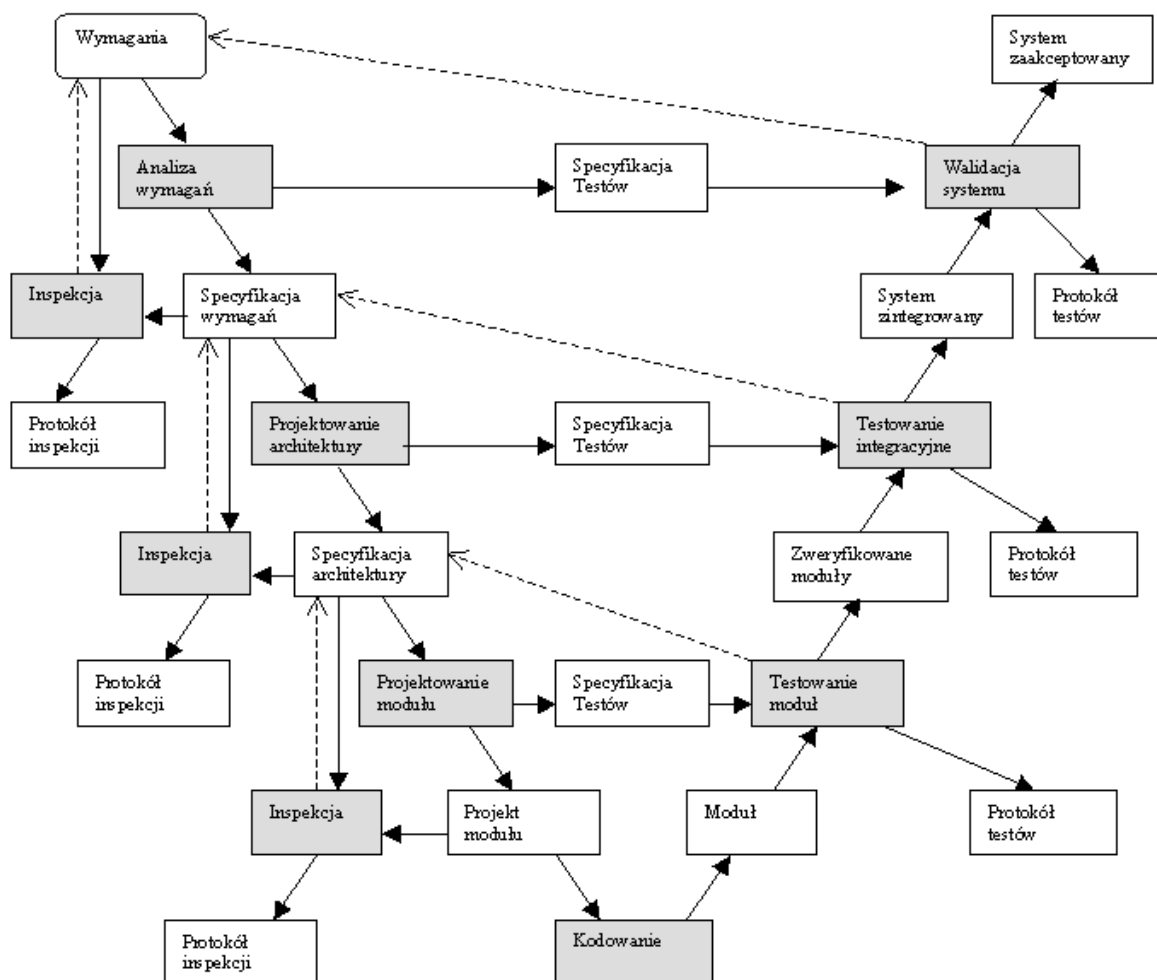 Wymagania
System
zaakceptowany
Analiza
wymagań
Specyfikacja
Testów
Walidacja
systemu
Inspekcja
Specyfikacja
wymagań
System
zintegrowany
Protokół
testów
Protokół
inspekcji
Projektowanie
architektury
Specyfikacja
Testów
Testowanie
integracyjne
Inspekcja
Specyfikacja
architektury
Zweryfikowane
moduły
Protokół
testów
Protokół
inspekcji
Projektowanie
modułu
Specyfikacja
Testów
Testowanie
moduł
Inspekcja
Projekt
modułu
Moduł
Protokół
testów
Protokół
inspekcji
Kodowanie